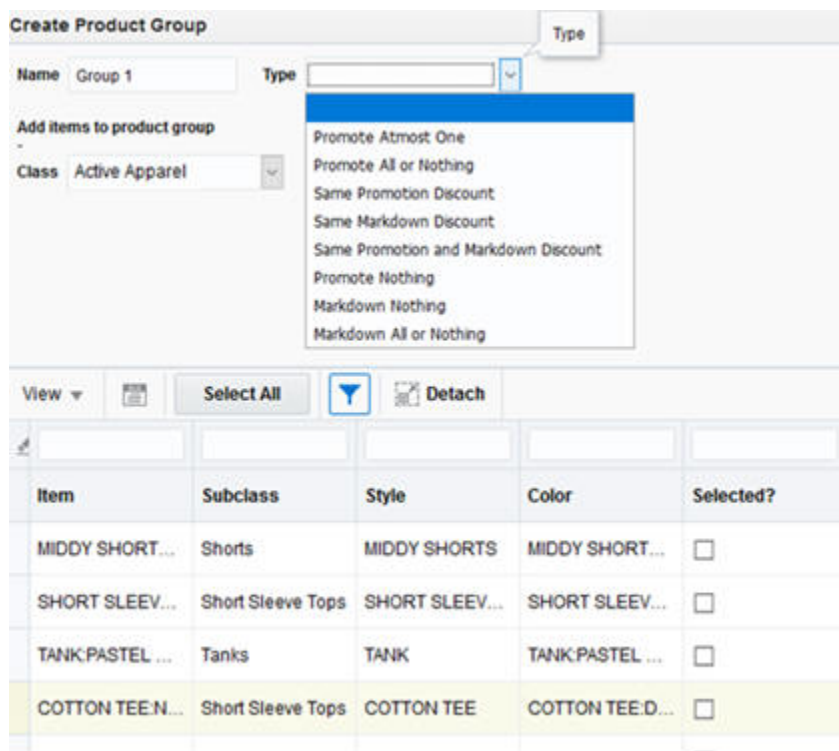 Create Product Group
Type
Name Group 1 Type
Add items to product group
-
Class Active Apparel
Promote Atmost One
Promote All or Nothing
Same Promotion Discount
Same Markdown Discount
Same Promotion and Markdown Discount
Promote Nothing
Markdown Nothing
Markdown All or Nothing
View Select All Detach
Item Subclass Style Color Selected?
MIDDY SHORT... Shorts MIDDY SHORTS MIDDY SHORT...
SHORT SLEEV... Short Sleeve Tops SHORT SLEEV... SHORT SLEEV...
TANK:PASTEL ... Tanks TANK TANK:PASTEL ...
COTTON TEE:N... Short Sleeve Tops COTTON TEE COTTON TEE:D...